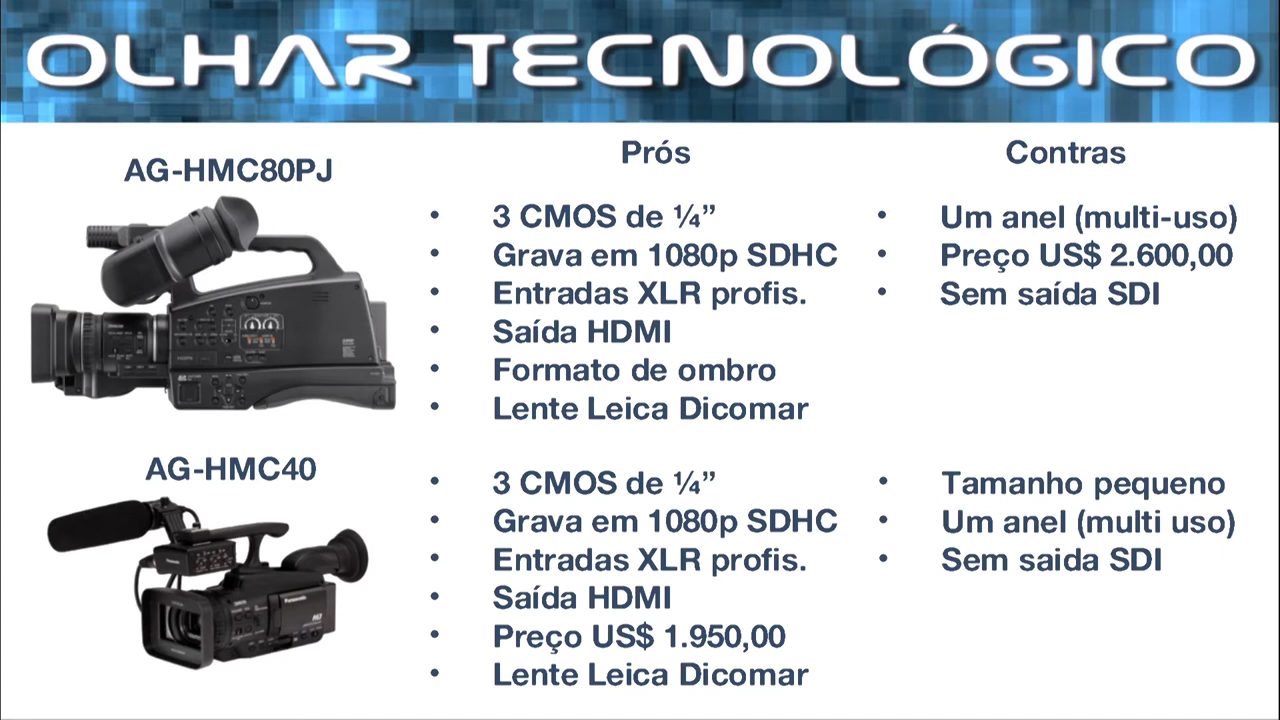 OLHAR TECNOLÓGICO
Prós
Contras
AG-HMC80PJ
• 3 CMOS de ¼”
• Grava em 1080p SDHC
• Entradas XLR profis.
• Saída HDMI
• Formato de ombro
• Lente Leica Dicomar
• Um anel (multi-uso)
• Preço US$ 2.600,00
• Sem saída SDI
AG-HMC40
• 3 CMOS de ¼”
• Grava em 1080p SDHC
• Entradas XLR profis.
• Saída HDMI
• Preço US$ 1.950,00
• Lente Leica Dicomar
• Tamanho pequeno
• Um anel (multi uso)
• Sem saida SDI
Panasonic